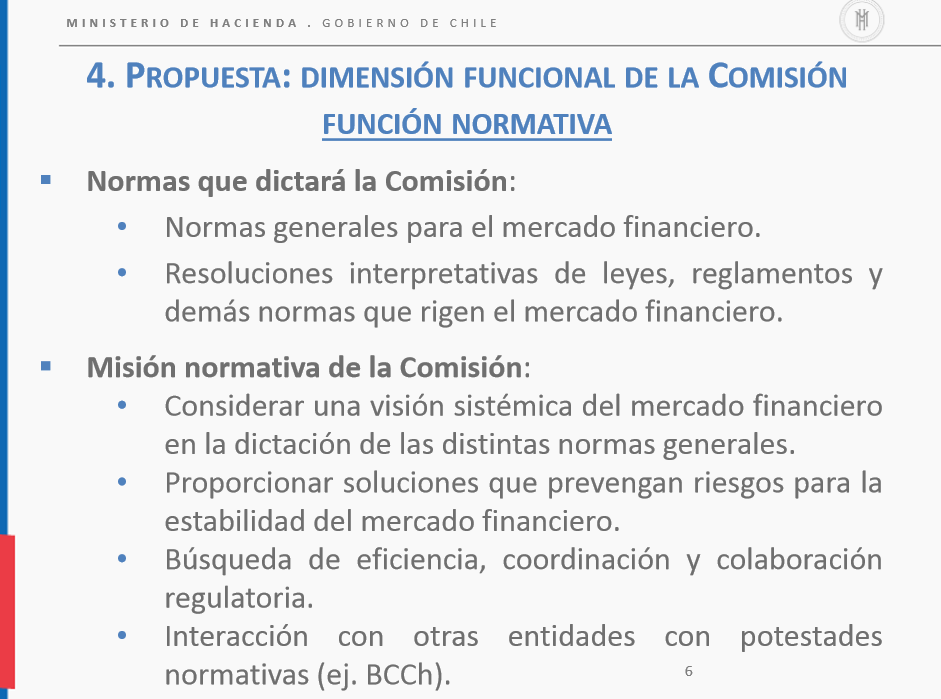 MINISTERIO DE HACIENDA . GOBIERNO DE CHILE
4. PROPUESTA: DIMENSIÓN FUNCIONAL DE LA COMISIÓN
FUNCIÓN NORMATIVA
▪ Normas que dictará la Comisión:
• Normas generales para el mercado financiero.
• Resoluciones interpretativas de leyes, reglamentos y
demás normas que rigen el mercado financiero.
▪ Misión normativa de la Comisión:
• Considerar una visión sistémica del mercado financiero
en la dictación de las distintas normas generales.
• Proporcionar soluciones que prevengan riesgos para la
estabilidad del mercado financiero.
• Búsqueda de eficiencia, coordinación y colaboración
regulatoria.
• Interacción con otras entidades con potestades
normativas (ej. BCCh).
6